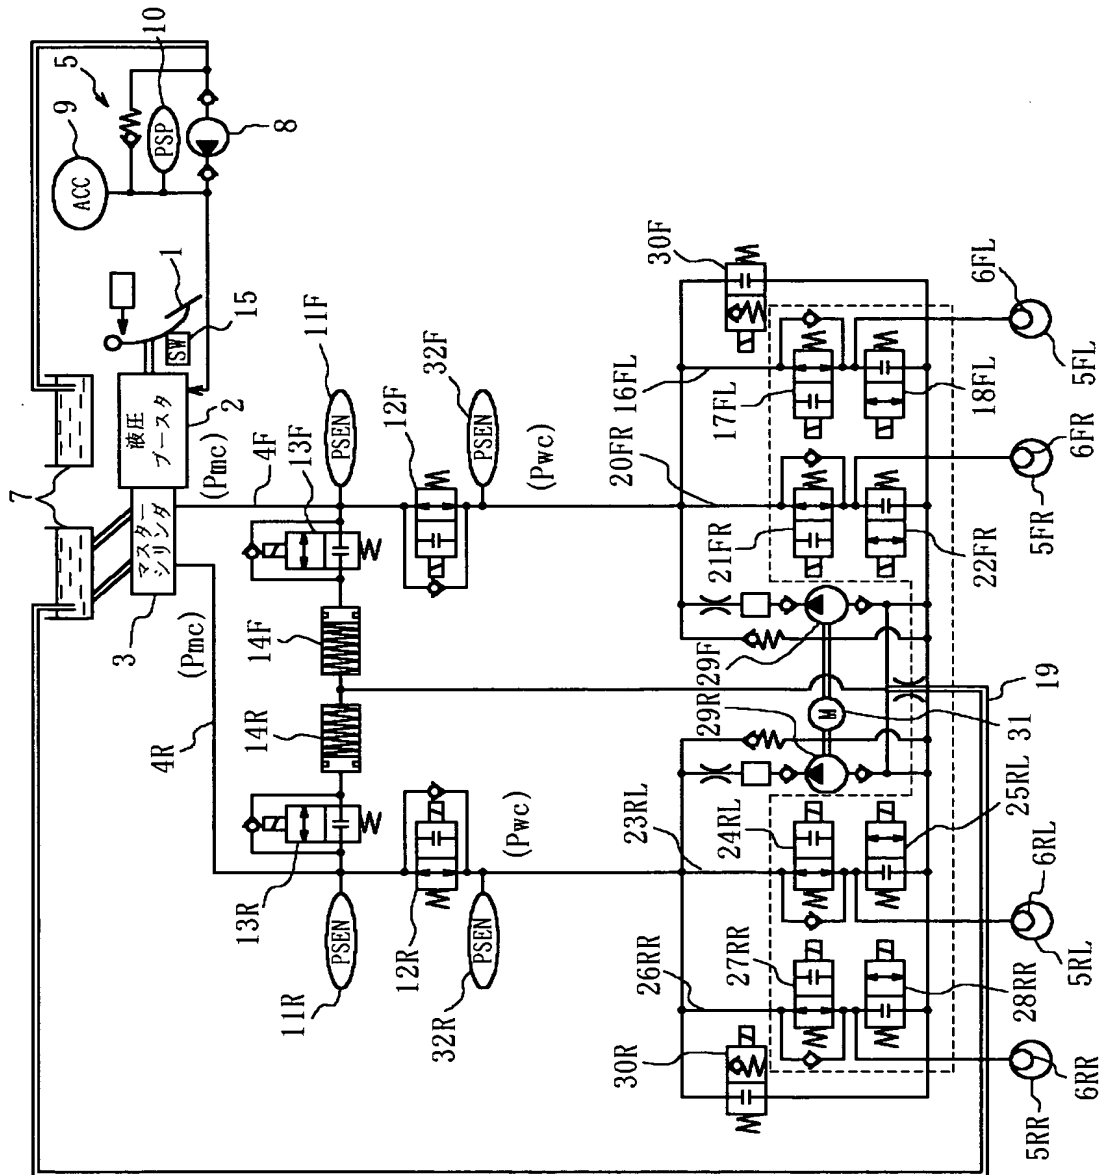 10
5
9
PSP
ACC
8
1
15
SW
7
液圧
ブースタ
2
マスター
シリンダ
3
(Pmc)
(Pmc)
4F
4R
11F
PSEN
13F
12F
32F
PSEN
14F
14R
13R
PSEN
11R
12R
PSEN
32R
(Pwc)
(Pwc)
30F
16FL
17FL
18FL
6FL
5FL
20FR
21FR
22FR
6FR
5FR
29F
29R
M
31
19
23RL
24RL
25RL
6RL
5RL
26RR
27RR
28RR
30R
5RR
6RR